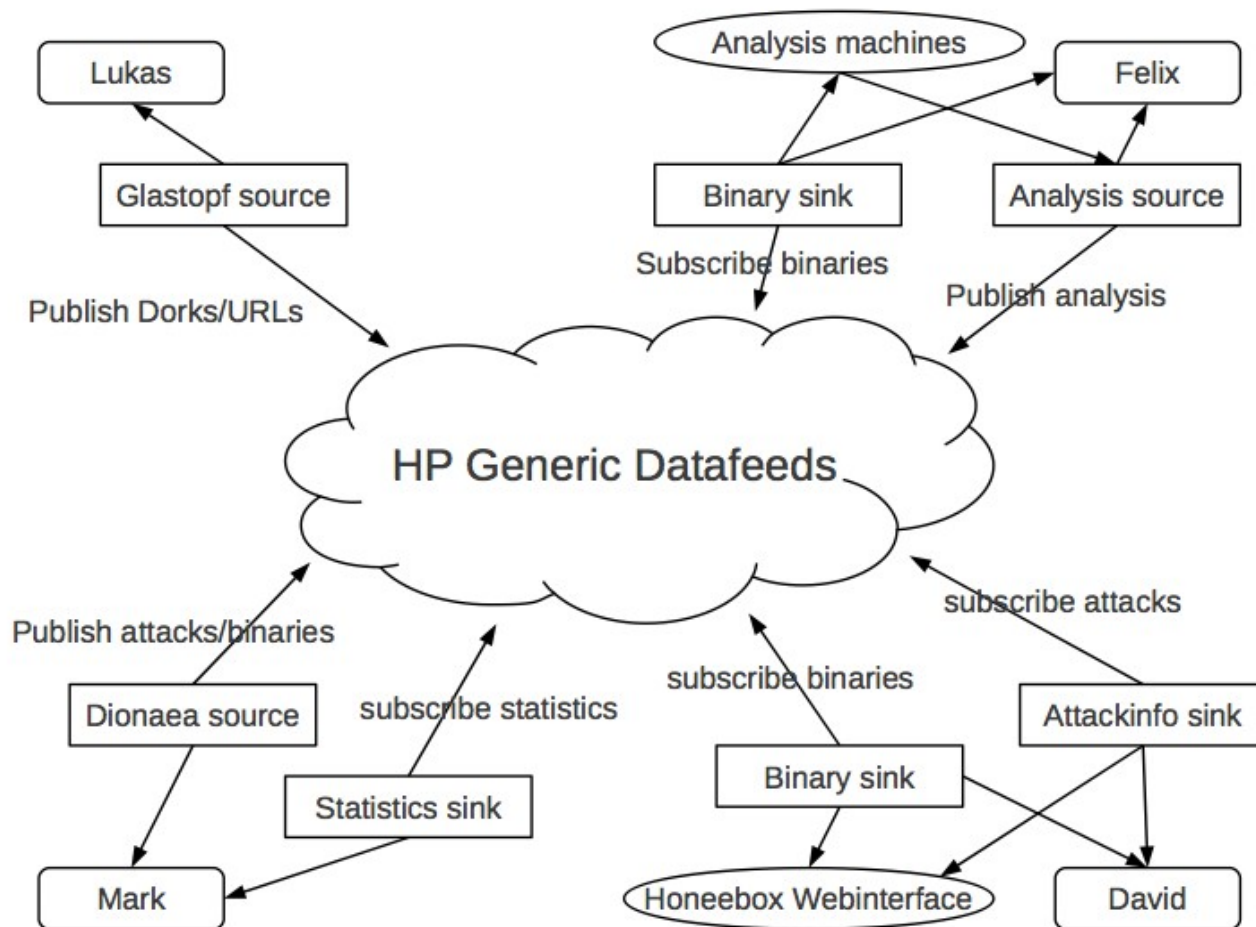 Analysis machines
Lukas
Felix
Glastopf source
Binary sink
Analysis source
Subscribe binaries
Publish analysis
Publish Dorks/URLs
HP Generic Datafeeds
subscribe attacks
Publish attacks/binaries
subscribe binaries
subscribe statistics
Dionaea source
Attackinfo sink
Binary sink
Statistics sink
Mark
Honeebox Webinterface
David